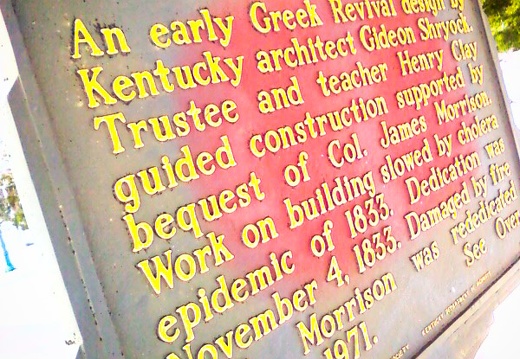 An early Greek Revival design by
Kentucky architect Gideon Shryock.
Trustee and teacher Henry Clay
guided construction supported by
bequest of Col. James Morrison.
Work on building slowed by cholera
epidemic of 1833. Dedication was
November 4, 1833. Damaged by fire
Morrison was rededicated
1971. See Over